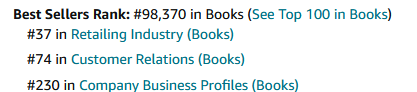 Best Sellers Rank: #98,370 in Books (See Top 100 in Books)
#37 in Retailing Industry (Books)
#74 in Customer Relations (Books)
#230 in Company Business Profiles (Books)